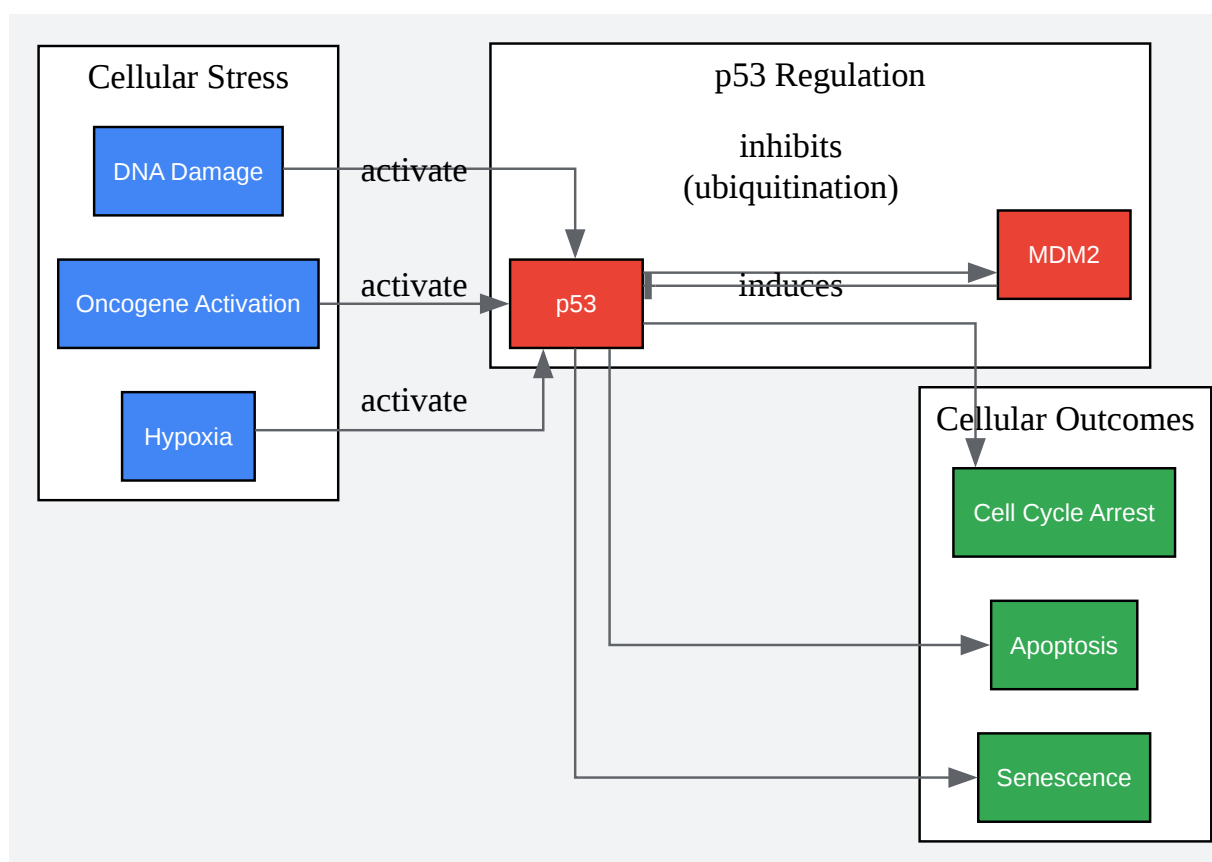 Cellular Stress
DNA Damage
Oncogene Activation
Hypoxia
activate
activate
activate
p53 Regulation
inhibits
(ubiquitination)
induces
p53
MDM2
Cellular Outcomes
Cell Cycle Arrest
Apoptosis
Senescence